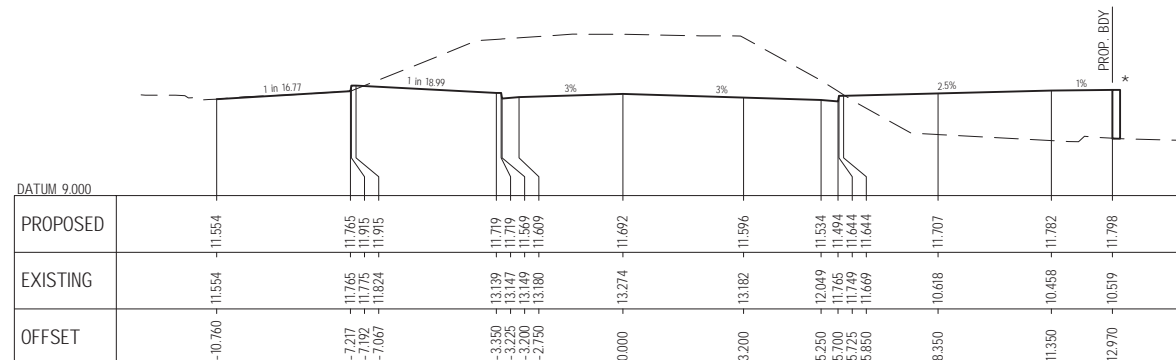 PROP. BDY
*
1 in 16.77
1 in 18.99
3%
3%
2.5%
1%
DATUM 9.000
PROPOSED 11.554 11.765 11.915 11.915 11.719 11.719 11.569 11.609 11.692 11.596 11.534 11.494 11.644 11.644 11.707 11.782 11.798
EXISTING 11.554 11.765 11.775 11.824 13.139 13.147 13.149 13.180 13.274 13.182 12.049 11.765 11.749 11.669 10.618 10.458 10.519
OFFSET -10.760 -7.217 -7.192 -7.067 -3.350 -3.225 -3.200 -2.750 0.000 3.200 5.250 5.700 5.725 5.850 8.350 11.350 12.970